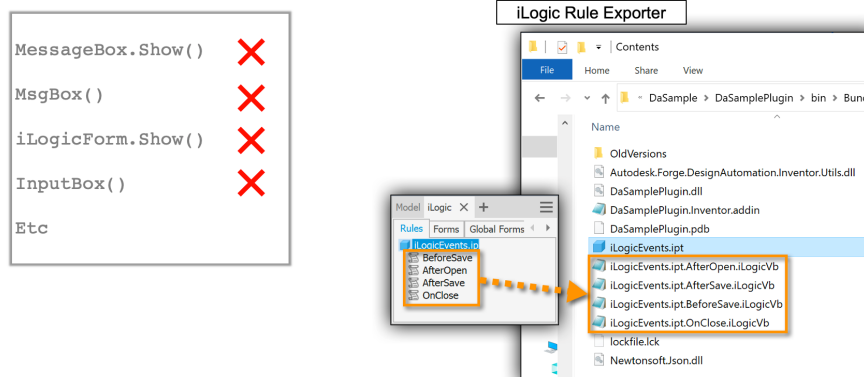 MessageBox.Show()
MsgBox()
iLogicForm.Show()
InputBox()
Etc
iLogic Rule Exporter
Contents
File Home Share View
DaSample > DaSamplePlugin > bin >
Name
OldVersions
Autodesk.Forge.DesignAutomation.Inventor.Utils.dll
DaSamplePlugin.dll
DaSamplePlugin.Inventor.addin
DaSamplePlugin.pdb
iLogicEvents.ipt
iLogicEvents.ipt.AfterOpen.iLogicVb
iLogicEvents.ipt.AfterSave.iLogicVb
iLogicEvents.ipt.BeforeSave.iLogicVb
iLogicEvents.ipt.OnClose.iLogicVb
lockfile.lck
Newtonsoft.Json.dll
Model iLogic
Rules Forms Global Forms
iLogicEvents.ip
BeforeSave
AfterOpen
AfterSave
OnClose